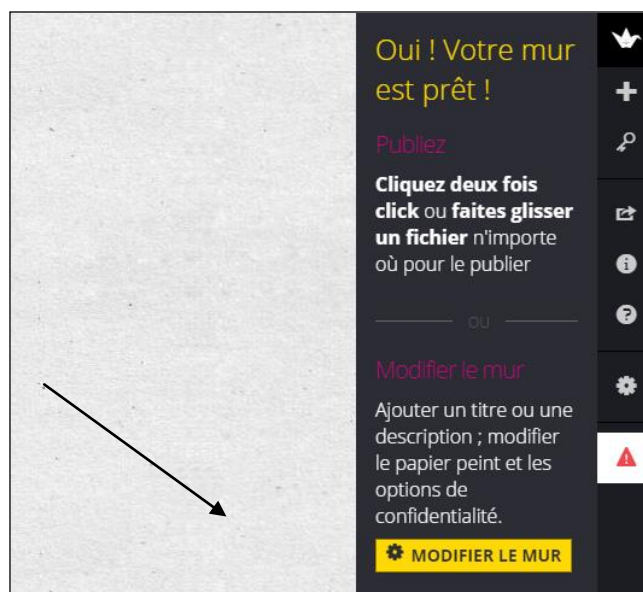 Oui ! Votre mur
est prêt !
Publiez
Cliquez deux fois
click ou faites glisser
un fichier n'importe
où pour le publier
ou
Modifier le mur
Ajouter un titre ou une
description ; modifier
le papier peint et les
options de
confidentialité.
MODIFIER LE MUR